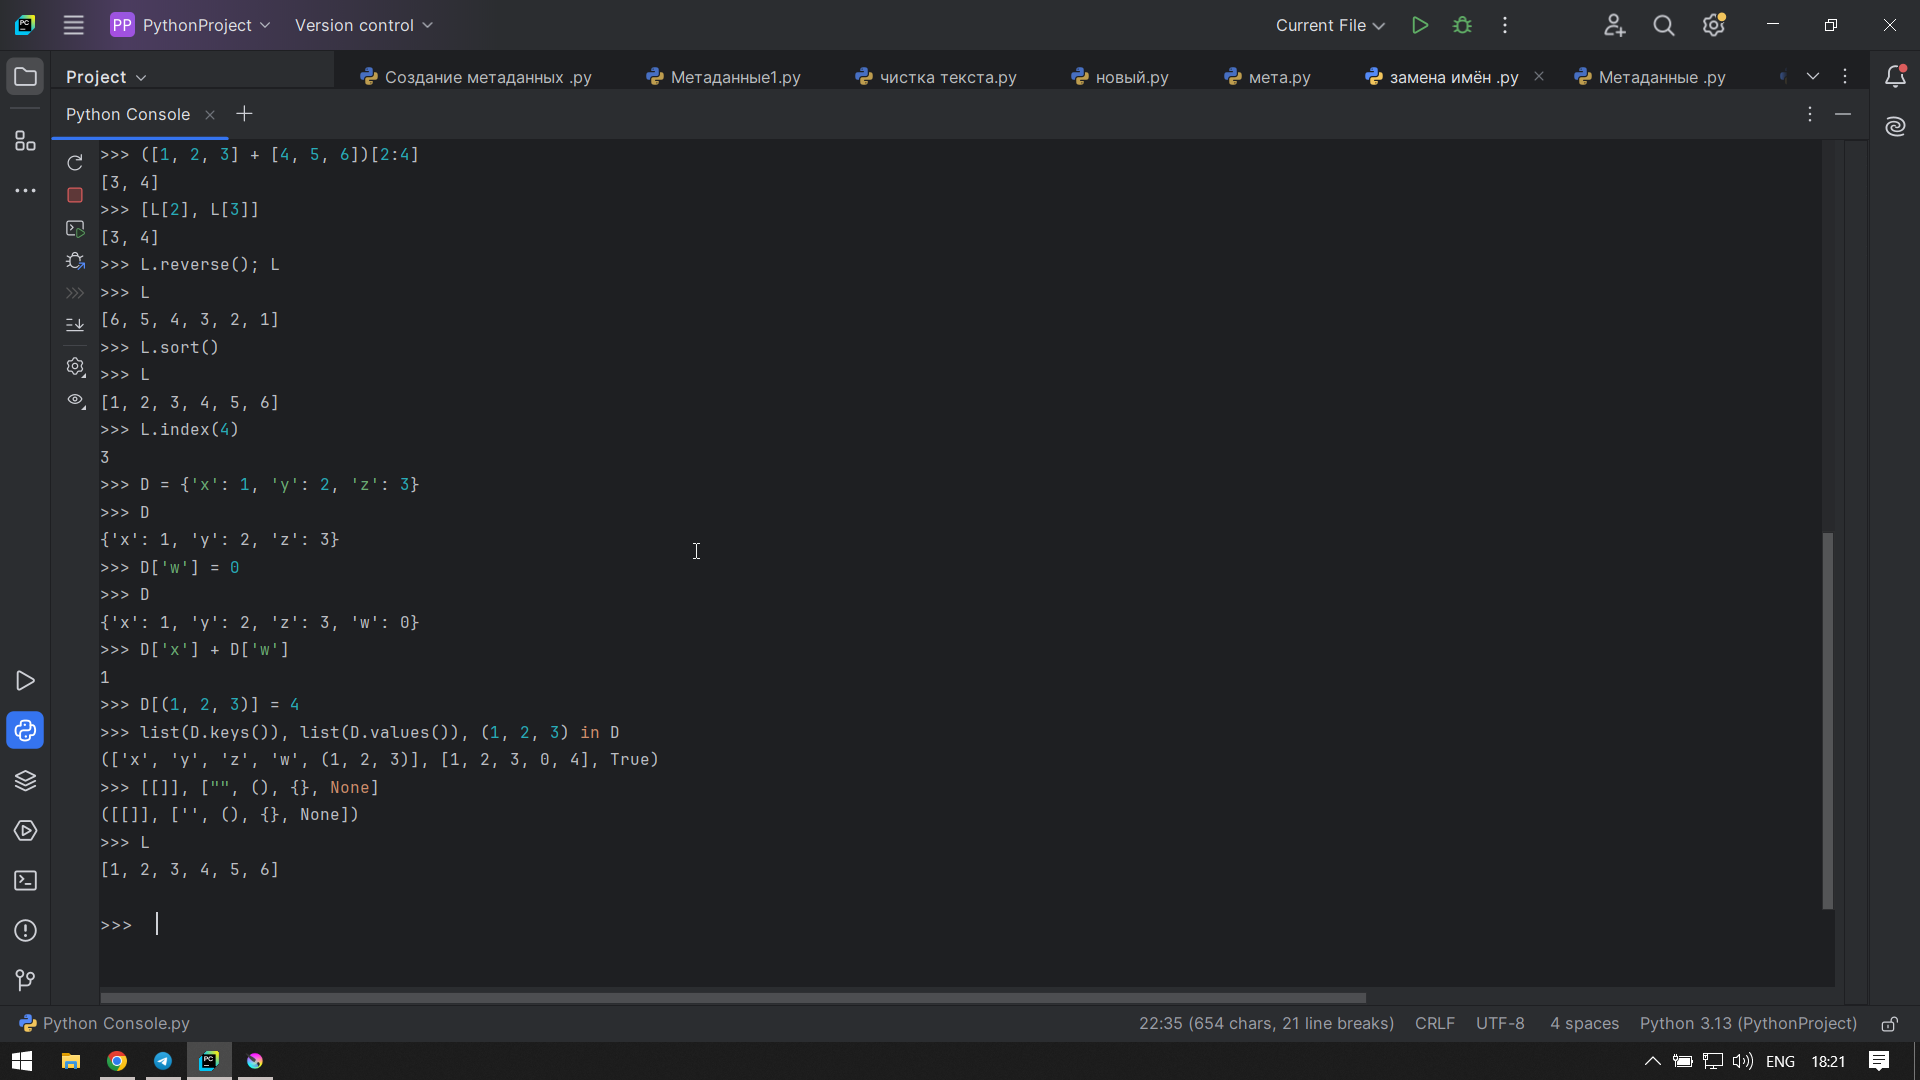 PP PythonProject Version control Current File
Project Создание метаданных .py Метаданные1.py чистка текста.py новый.py мета.py замена имён .py Метаданные .py
Python Console
>>> ([1, 2, 3] + [4, 5, 6])[2:4]
[3, 4]
>>> [L[2], L[3]]
[3, 4]
>>> L.reverse(); L
>>> L
[6, 5, 4, 3, 2, 1]
>>> L.sort()
>>> L
[1, 2, 3, 4, 5, 6]
>>> L.index(4)
3
>>> D = {'x': 1, 'y': 2, 'z': 3}
>>> D
{'x': 1, 'y': 2, 'z': 3}
>>> D['w'] = 0
>>> D
{'x': 1, 'y': 2, 'z': 3, 'w': 0}
>>> D['x'] + D['w']
1
>>> D[(1, 2, 3)] = 4
>>> list(D.keys()), list(D.values()), (1, 2, 3) in D
(['x', 'y', 'z', 'w', (1, 2, 3)], [1, 2, 3, 0, 4], True)
>>> [[]], ["", (), {}, None]
([[]], ['', (), {}, None])
>>> L
[1, 2, 3, 4, 5, 6]
>>>
Python Console.py 22:35 (654 chars, 21 line breaks) CRLF UTF-8 4 spaces Python 3.13 (PythonProject)
ENG 18:21